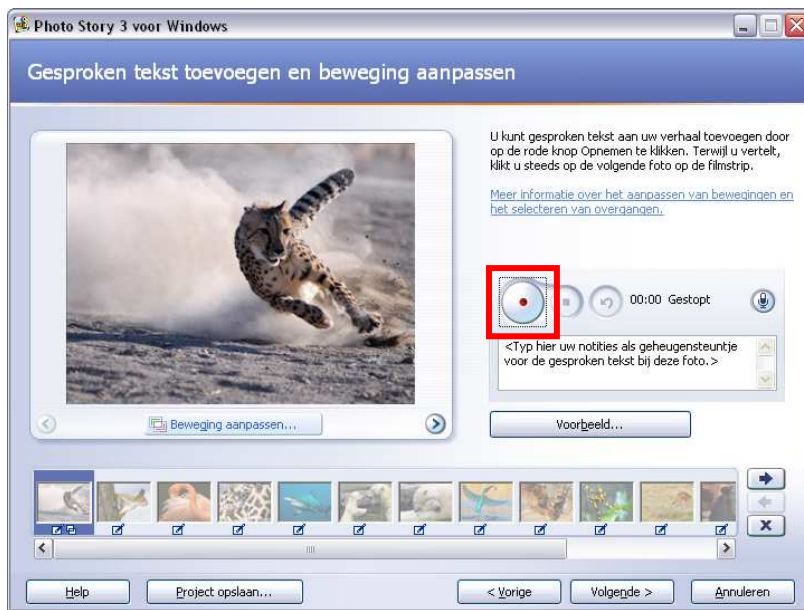 Photo Story 3 voor Windows
Gesproken tekst toevoegen en beweging aanpassen
U kunt gesproken tekst aan uw verhaal toevoegen door
op de rode knop Opnemen te klikken. Terwijl u vertelt,
klikt u steeds op de volgende foto op de filmstrip.
Meer informatie over het aanpassen van bewegingen en
het selecteren van overgangen.
00:00 Gestopt
<Typ hier uw notities als geheugensteuntje
voor de gesproken tekst bij deze foto.>
Beweging aanpassen...
Voorbeeld...
Help
Project opslaan...
< Vorige
Volgende >
Annuleren